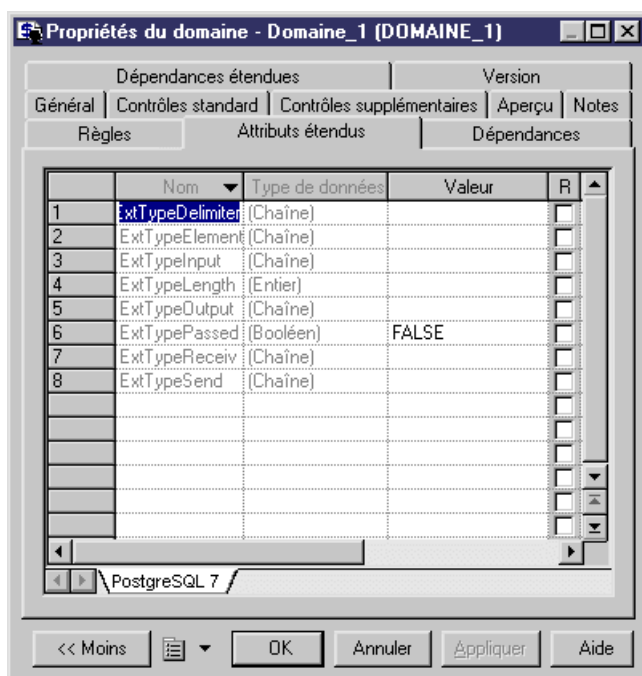 Propriétés du domaine - Domaine_1 (DOMAINE_1)
Dépendances étendues Version
Général Contrôles standard Contrôles supplémentaires Aperçu Notes
Règles Attributs étendus Dépendances
Nom Type de données Valeur R
1 ExtTypeDelimiter (Chaîne)
2 ExtTypeElement (Chaîne)
3 ExtTypeInput (Chaîne)
4 ExtTypeLength (Entier)
5 ExtTypeOutput (Chaîne)
6 ExtTypePassed (Booléen) FALSE
7 ExtTypeReceiv (Chaîne)
8 ExtTypeSend (Chaîne)
PostgreSQL 7
<< Moins OK Annuler Appliquer Aide